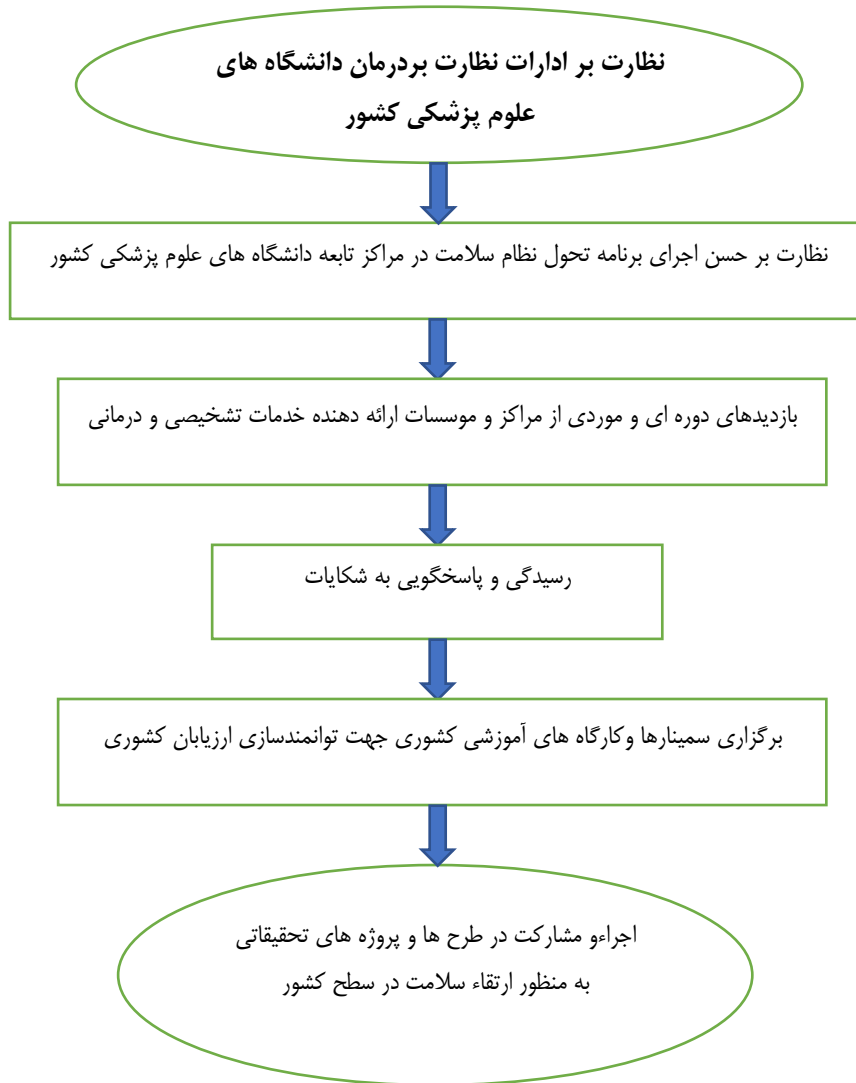 نظارت بر ادارات نظارت بردرمان دانشگاه های
علوم پزشکی کشور
نظارت بر حسن اجرای برنامه تحول نظام سلامت در مراکز تابعه دانشگاه های علوم پزشکی کشور
بازدیدهای دوره ای و موردی از مراکز و موسسات ارائه دهنده خدمات تشخیصی و درمانی
رسیدگی و پاسخگویی به شکایات
برگزاری سمینارها وکارگاه های آموزشی کشوری جهت توانمندسازی ارزیابان کشوری
اجراءو مشارکت در طرح ها و پروژه های تحقیقاتی
به منظور ارتقاء سلامت در سطح کشور